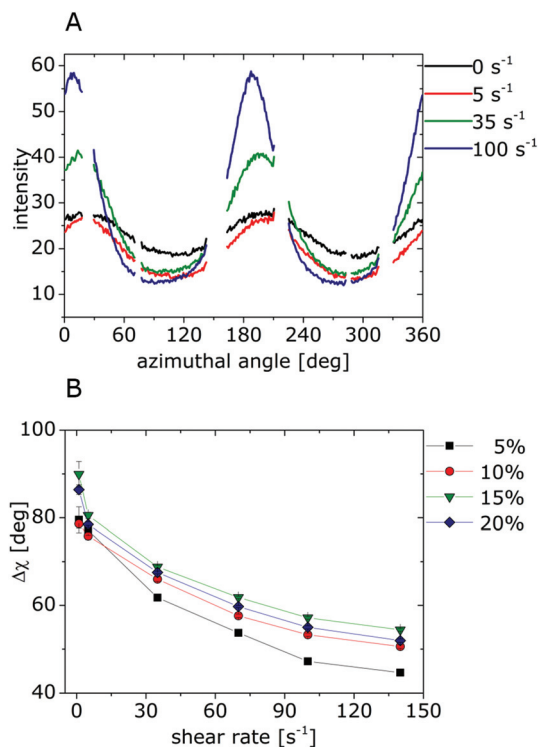 A
60
50
40
30
20
10
intensity
0 60 120 180 240 300 360
azimuthal angle [deg]
0 s⁻¹
5 s⁻¹
35 s⁻¹
100 s⁻¹
B
100
80
60
40
Δχ [deg]
0 30 60 90 120 150
shear rate [s⁻¹]
5%
10%
15%
20%